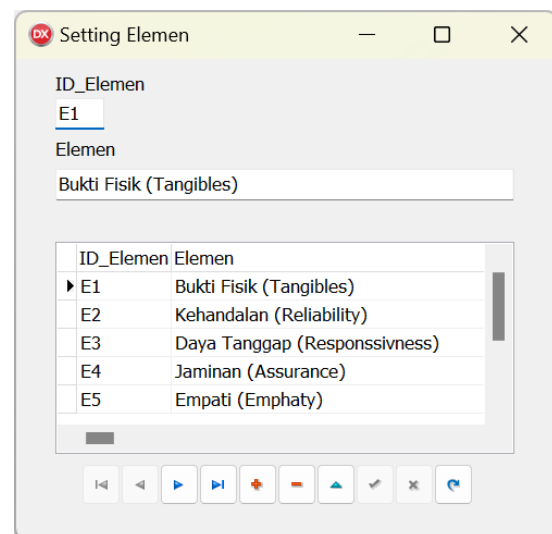 DX Setting Elemen
ID_Elemen
E1
Elemen
Bukti Fisik (Tangibles)
ID_Elemen Elemen
E1 Bukti Fisik (Tangibles)
E2 Kehandalan (Reliability)
E3 Daya Tanggap (Responssivness)
E4 Jaminan (Assurance)
E5 Empati (Emphaty)